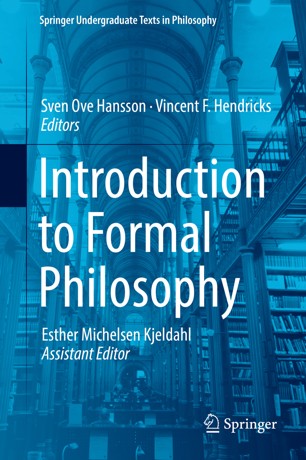 Springer Undergraduate Texts in Philosophy
Sven Ove Hansson · Vincent F. Hendricks
Editors
Introduction
to Formal
Philosophy
Esther Michelsen Kjeldahl
Assistant Editor
Springer